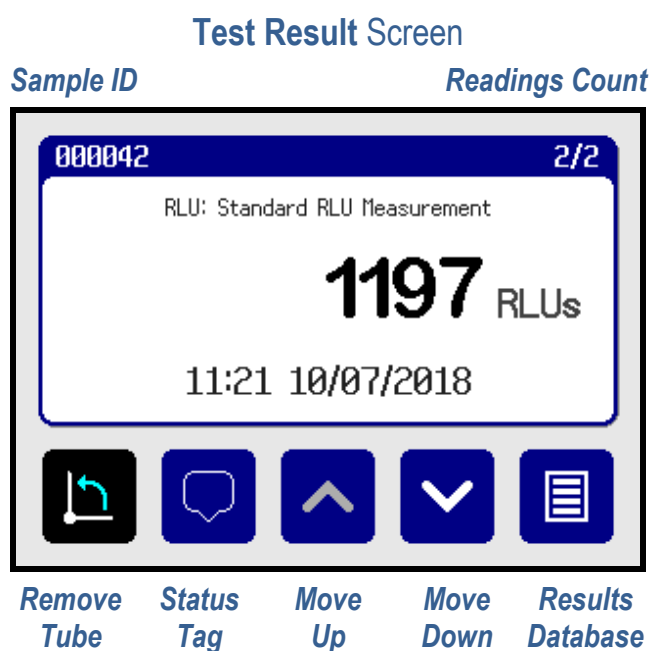 Test Result Screen
Sample ID Readings Count
000042 2/2
RLU: Standard RLU Measurement
1197 RLUs
11:21 10/07/2018
Remove Status Move Move Results
Tube Tag Up Down Database